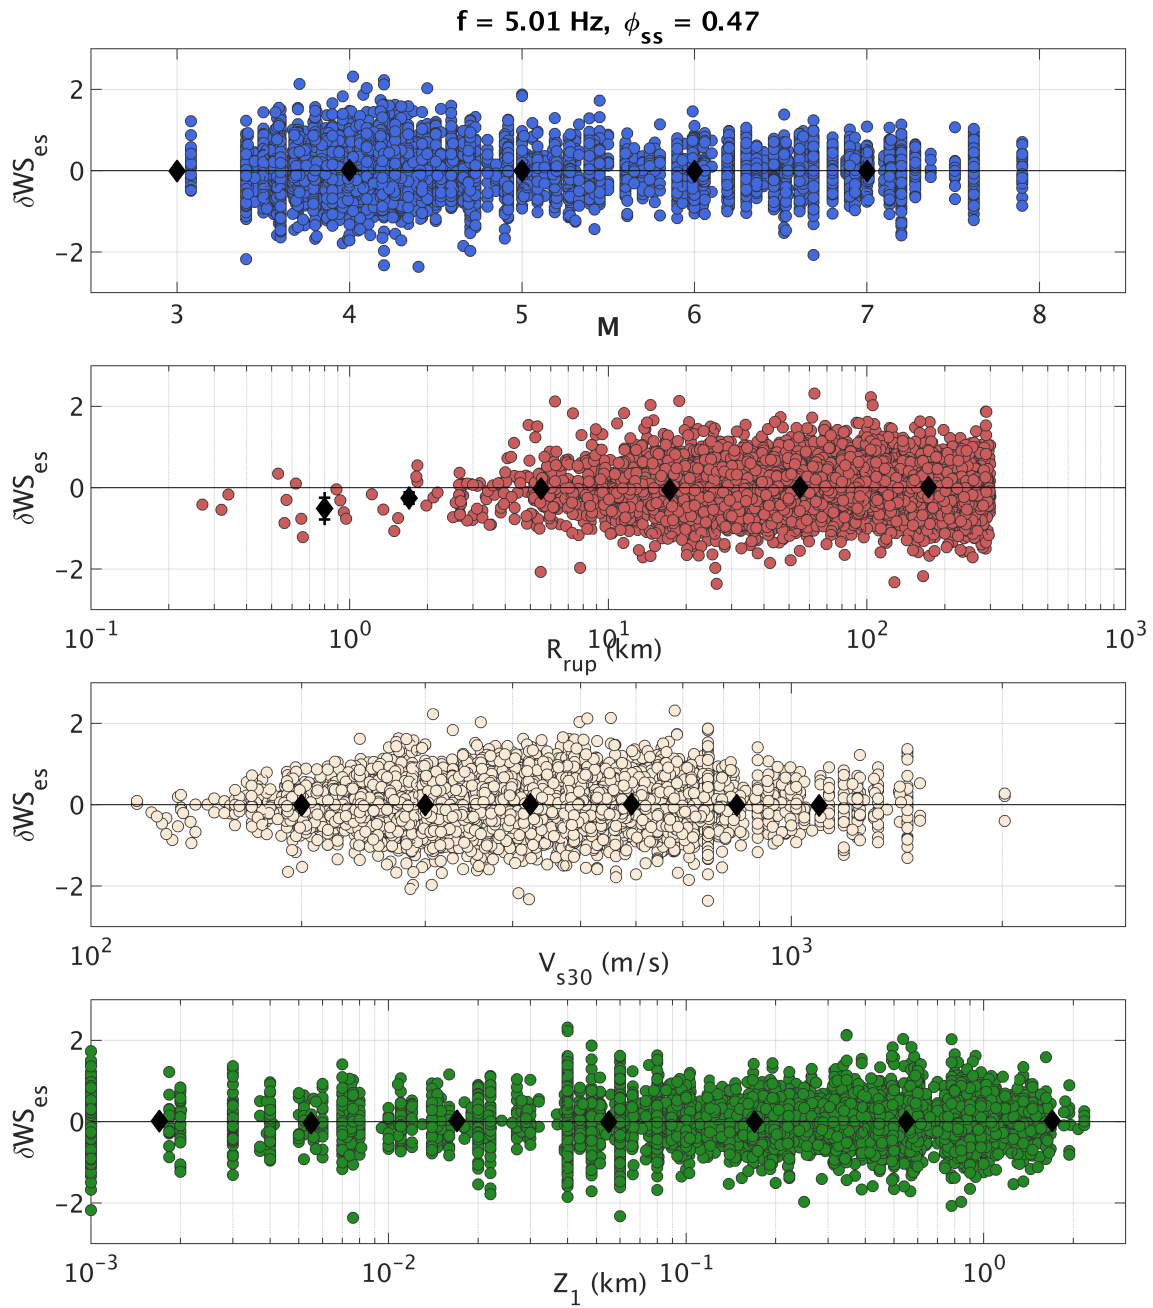 f = 5.01 Hz, ϕss = 0.47
2
0
−2
δWSes
3 4 5 6 7 8
M
2
0
−2
δWSes
10−1 100 101 102 103
Rrup (km)
2
0
−2
δWSes
102 103
Vs30 (m/s)
2
0
−2
δWSes
10−3 10−2 10−1 100
Z1 (km)